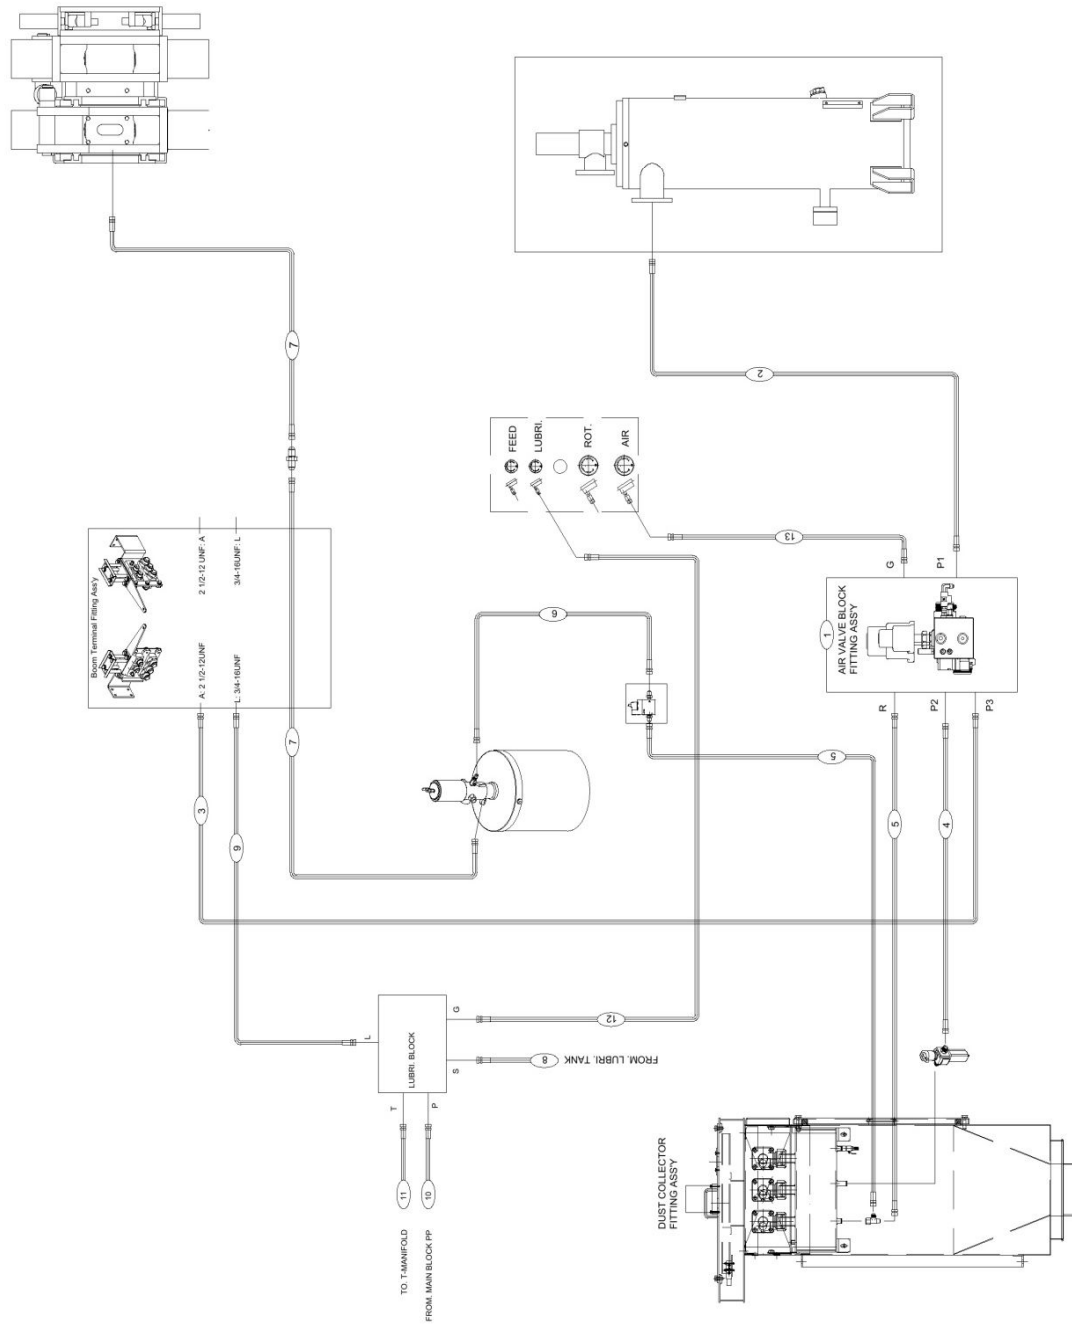 Boom Terminal Fitting Ass'y
A: 2 1/2-12UNF
2 1/2-12 UNF: A
L: 3/4-16UNF
3/4-16UNF: L
7
7
3
9
2
FEED
LUBRI.
ROT.
AIR
13
G
P1
1
AIR VALVE BLOCK
FITTING ASS'Y
R
P2
P3
6
5
5
4
L
LUBRI. BLOCK
G
S
T
P
12
8
FROM. LUBRI. TANK
11
10
TO. T-MANIFOLD
FROM. MAIN BLOCK PP
DUST COLLECTOR
FITTING ASS'Y